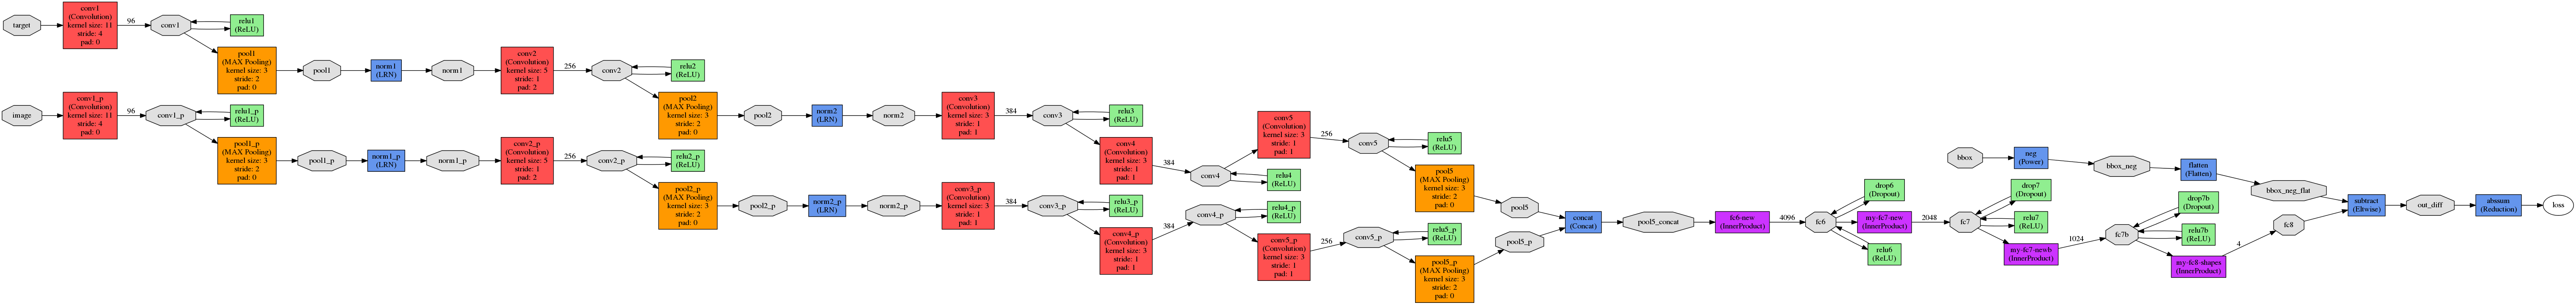 target
conv1
(Convolution)
kernel size: 11
stride: 4
pad: 0
96
conv1
relu1
(ReLU)
pool1
(MAX Pooling)
kernel size: 3
stride: 2
pad: 0
pool1
norm1
(LRN)
norm1
conv2
(Convolution)
kernel size: 5
stride: 1
pad: 2
256
conv2
relu2
(ReLU)
pool2
(MAX Pooling)
kernel size: 3
stride: 2
pad: 0
pool2
norm2
(LRN)
norm2
conv3
(Convolution)
kernel size: 3
stride: 1
pad: 1
384
conv3
relu3
(ReLU)
conv4
(Convolution)
kernel size: 3
stride: 1
pad: 1
384
conv4
relu4
(ReLU)
conv5
(Convolution)
kernel size: 3
stride: 1
pad: 1
256
conv5
relu5
(ReLU)
pool5
(MAX Pooling)
kernel size: 3
stride: 2
pad: 0
pool5
image
conv1_p
(Convolution)
kernel size: 11
stride: 4
pad: 0
96
conv1_p
relu1_p
(ReLU)
pool1_p
(MAX Pooling)
kernel size: 3
stride: 2
pad: 0
pool1_p
norm1_p
(LRN)
norm1_p
conv2_p
(Convolution)
kernel size: 5
stride: 1
pad: 2
256
conv2_p
relu2_p
(ReLU)
pool2_p
(MAX Pooling)
kernel size: 3
stride: 2
pad: 0
pool2_p
norm2_p
(LRN)
norm2_p
conv3_p
(Convolution)
kernel size: 3
stride: 1
pad: 1
384
conv3_p
relu3_p
(ReLU)
conv4_p
(Convolution)
kernel size: 3
stride: 1
pad: 1
384
conv4_p
relu4_p
(ReLU)
conv5_p
(Convolution)
kernel size: 3
stride: 1
pad: 1
256
conv5_p
relu5_p
(ReLU)
pool5_p
(MAX Pooling)
kernel size: 3
stride: 2
pad: 0
pool5_p
concat
(Concat)
pool5_concat
fc6-new
(InnerProduct)
4096
fc6
drop6
(Dropout)
relu6
(ReLU)
my-fc7-new
(InnerProduct)
2048
fc7
drop7
(Dropout)
relu7
(ReLU)
my-fc7-newb
(InnerProduct)
1024
fc7b
drop7b
(Dropout)
relu7b
(ReLU)
my-fc8-shapes
(InnerProduct)
4
fc8
bbox
neg
(Power)
bbox_neg
flatten
(Flatten)
bbox_neg_flat
subtract
(Eltwise)
out_diff
abssum
(Reduction)
loss